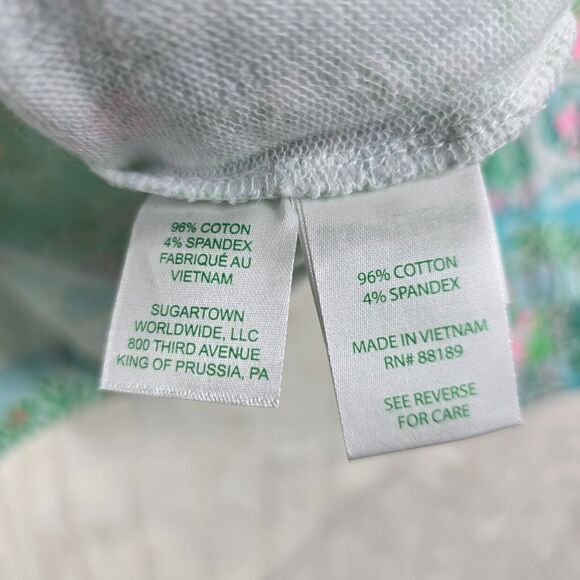 96% COTON
4% SPANDEX
FABRIQUÉ AU
VIETNAM
SUGARTOWN
WORLDWIDE, LLC
800 THIRD AVENUE
KING OF PRUSSIA, PA
96% COTTON
4% SPANDEX
MADE IN VIETNAM
RN# 88189
SEE REVERSE
FOR CARE